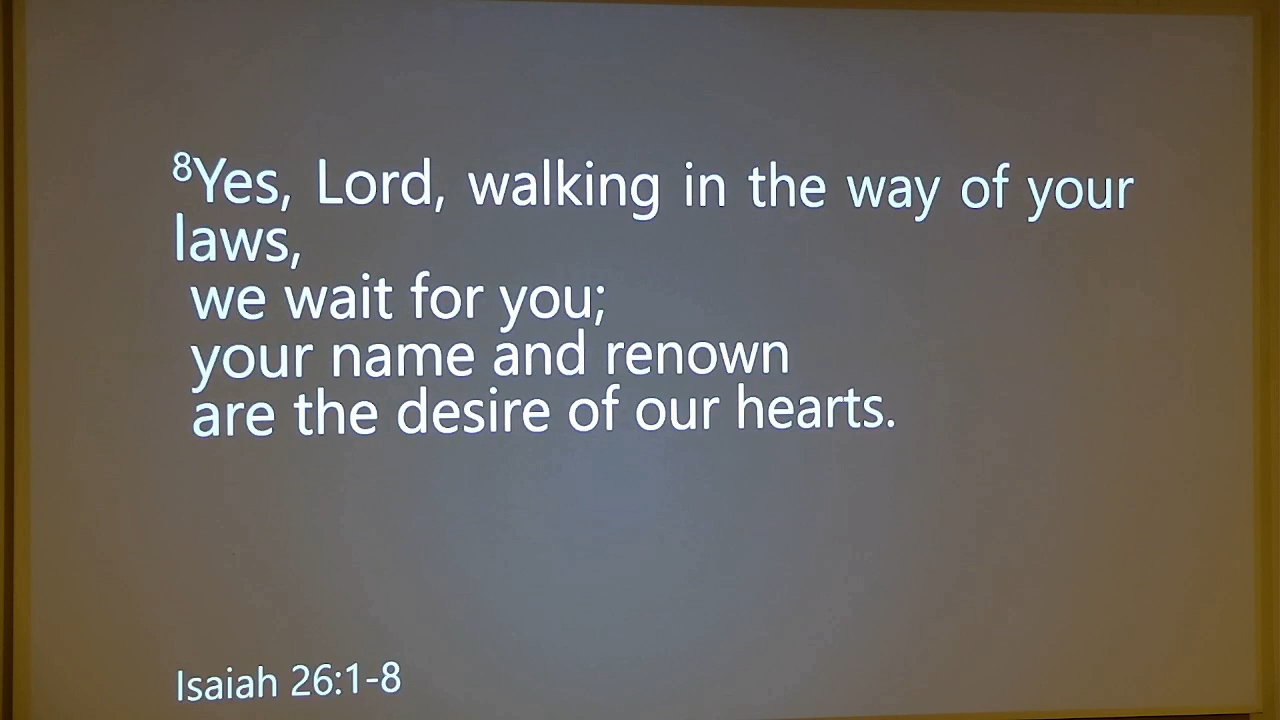 ⁸Yes, Lord, walking in the way of your
laws,
we wait for you;
your name and renown
are the desire of our hearts.
Isaiah 26:1-8